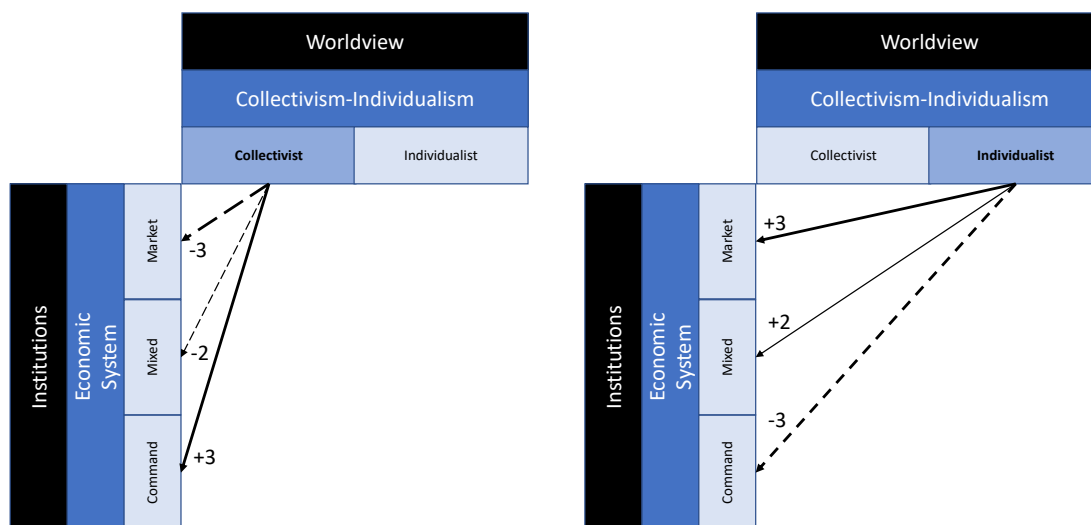 Worldview
Collectivism-Individualism
Collectivist
Individualist
Institutions
Economic
System
Market
Mixed
Command
-3
-2
+3
Worldview
Collectivism-Individualism
Collectivist
Individualist
Institutions
Economic
System
Market
Mixed
Command
+3
+2
-3